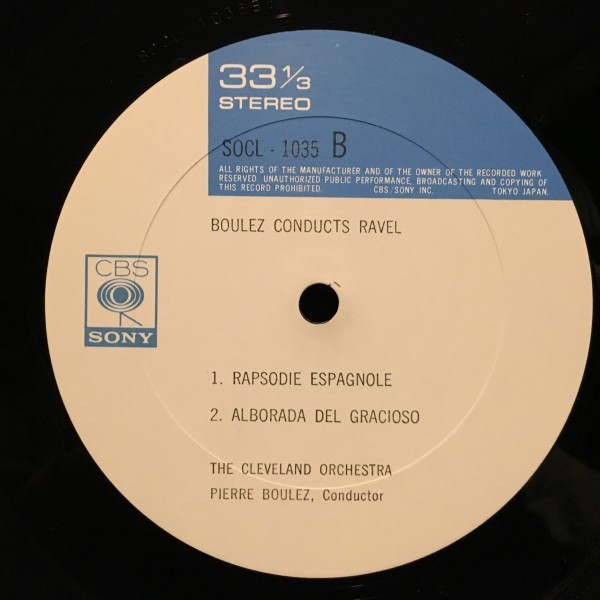 33 1/3
STEREO
SOCL - 1035 B
ALL RIGHTS OF THE MANUFACTURER AND OF THE OWNER OF THE RECORDED WORK
RESERVED. UNAUTHORIZED PUBLIC PERFORMANCE, BROADCASTING AND COPYING OF
THIS RECORD PROHIBITED. CBS/SONY INC. TOKYO JAPAN.
BOULEZ CONDUCTS RAVEL
CBS
SONY
1. RAPSODIE ESPAGNOLE
2. ALBORADA DEL GRACIOSO
THE CLEVELAND ORCHESTRA
PIERRE BOULEZ, Conductor